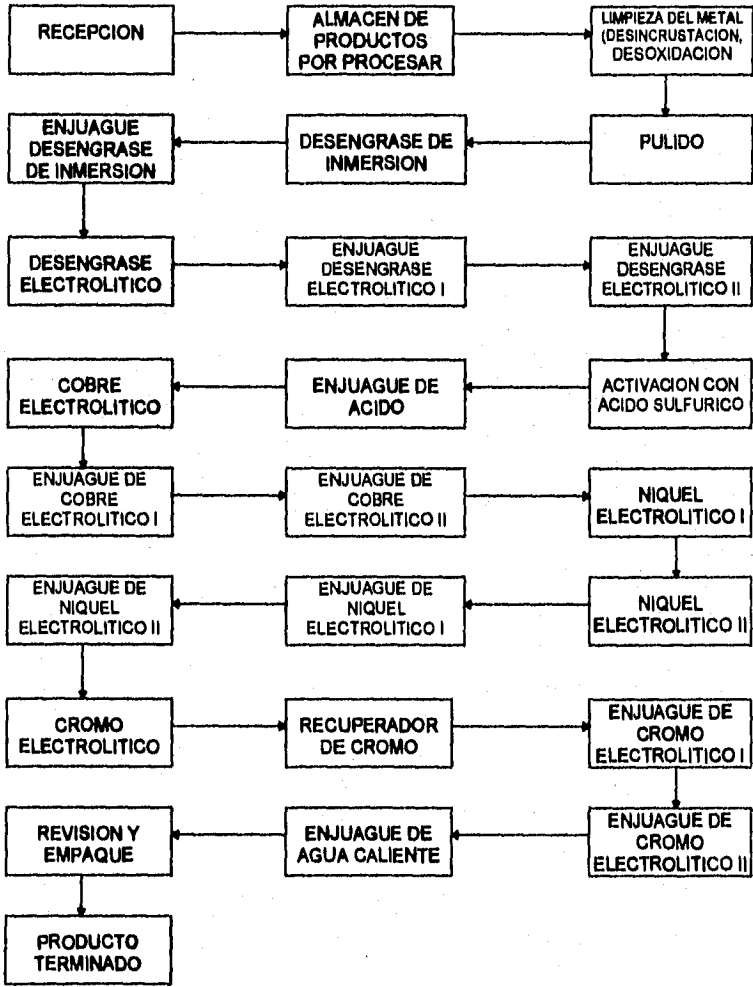 RECEPCION
ALMACEN DE
PRODUCTOS
POR PROCESAR
LIMPIEZA DEL METAL
(DESINCRUSTACION,
DESOXIDACION
PULIDO
DESENGRASE DE
INMERSION
ENJUAGUE
DESENGRASE
DE INMERSION
DESENGRASE
ELECTROLITICO
ENJUAGUE
DESENGRASE
ELECTROLITICO I
ENJUAGUE
DESENGRASE
ELECTROLITICO II
ACTIVACION CON
ACIDO SULFURICO
ENJUAGUE DE
ACIDO
COBRE
ELECTROLITICO
ENJUAGUE DE
COBRE
ELECTROLITICO I
ENJUAGUE DE
COBRE
ELECTROLITICO II
NIQUEL
ELECTROLITICO I
NIQUEL
ELECTROLITICO II
ENJUAGUE DE
NIQUEL
ELECTROLITICO I
ENJUAGUE DE
NIQUEL
ELECTROLITICO II
CROMO
ELECTROLITICO
RECUPERADOR
DE CROMO
ENJUAGUE DE
CROMO
ELECTROLITICO I
ENJUAGUE DE
CROMO
ELECTROLITICO II
ENJUAGUE DE
AGUA CALIENTE
REVISION Y
EMPAQUE
PRODUCTO
TERMINADO